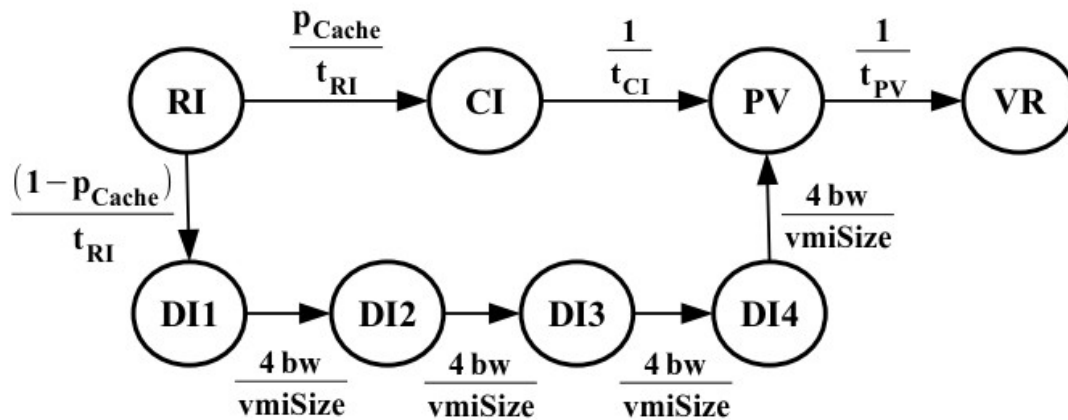 p_Cache / t_RI
1 / t_CI
1 / t_PV
RI
CI
PV
VR
(1−p_Cache) / t_RI
4 bw / vmiSize
DI1
DI2
DI3
DI4
4 bw / vmiSize
4 bw / vmiSize
4 bw / vmiSize